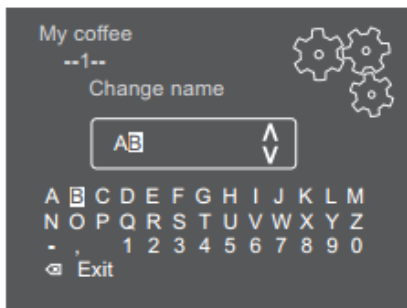 My coffee
--1--
Change name
AB
A B C D E F G H I J K L M
N O P Q R S T U V W X Y Z
- , 1 2 3 4 5 6 7 8 9 0
⌫ Exit